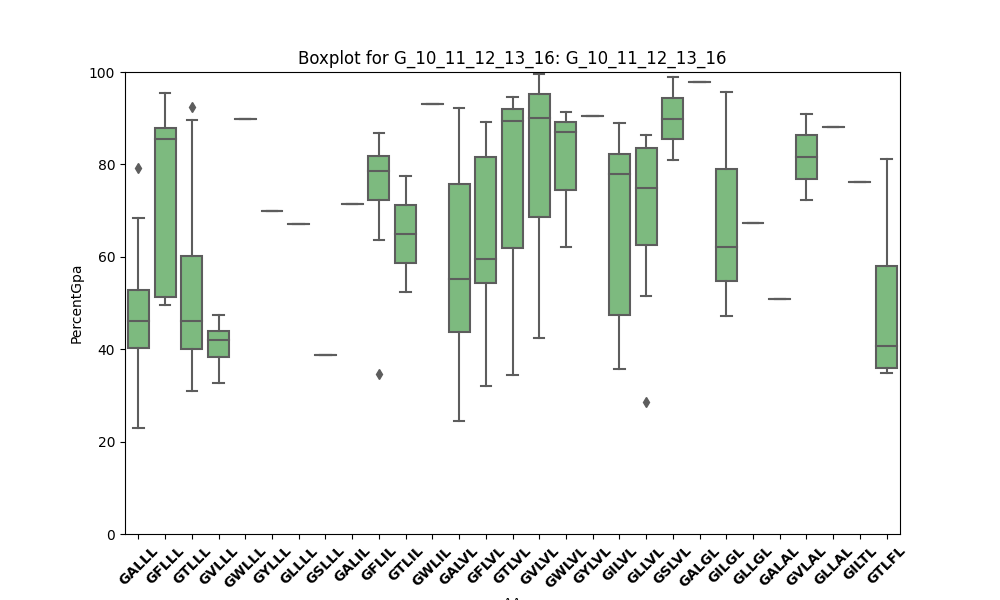 Boxplot for G_10_11_12_13_16: G_10_11_12_13_16
100
80
60
40
20
0
PercentGpa
GALLL GFLLL GTLLL GVLLL GWLLL GYLLL GLLLL GSLLL GALIL GFLIL GTLIL GWLIL GALVL GFLVL GTLVL GVLVL GWLVL GYLVL GILVL GLLVL GSLVL GALGL GILGL GLLGL GALAL GVLAL GLLAL GILTL GTLFL